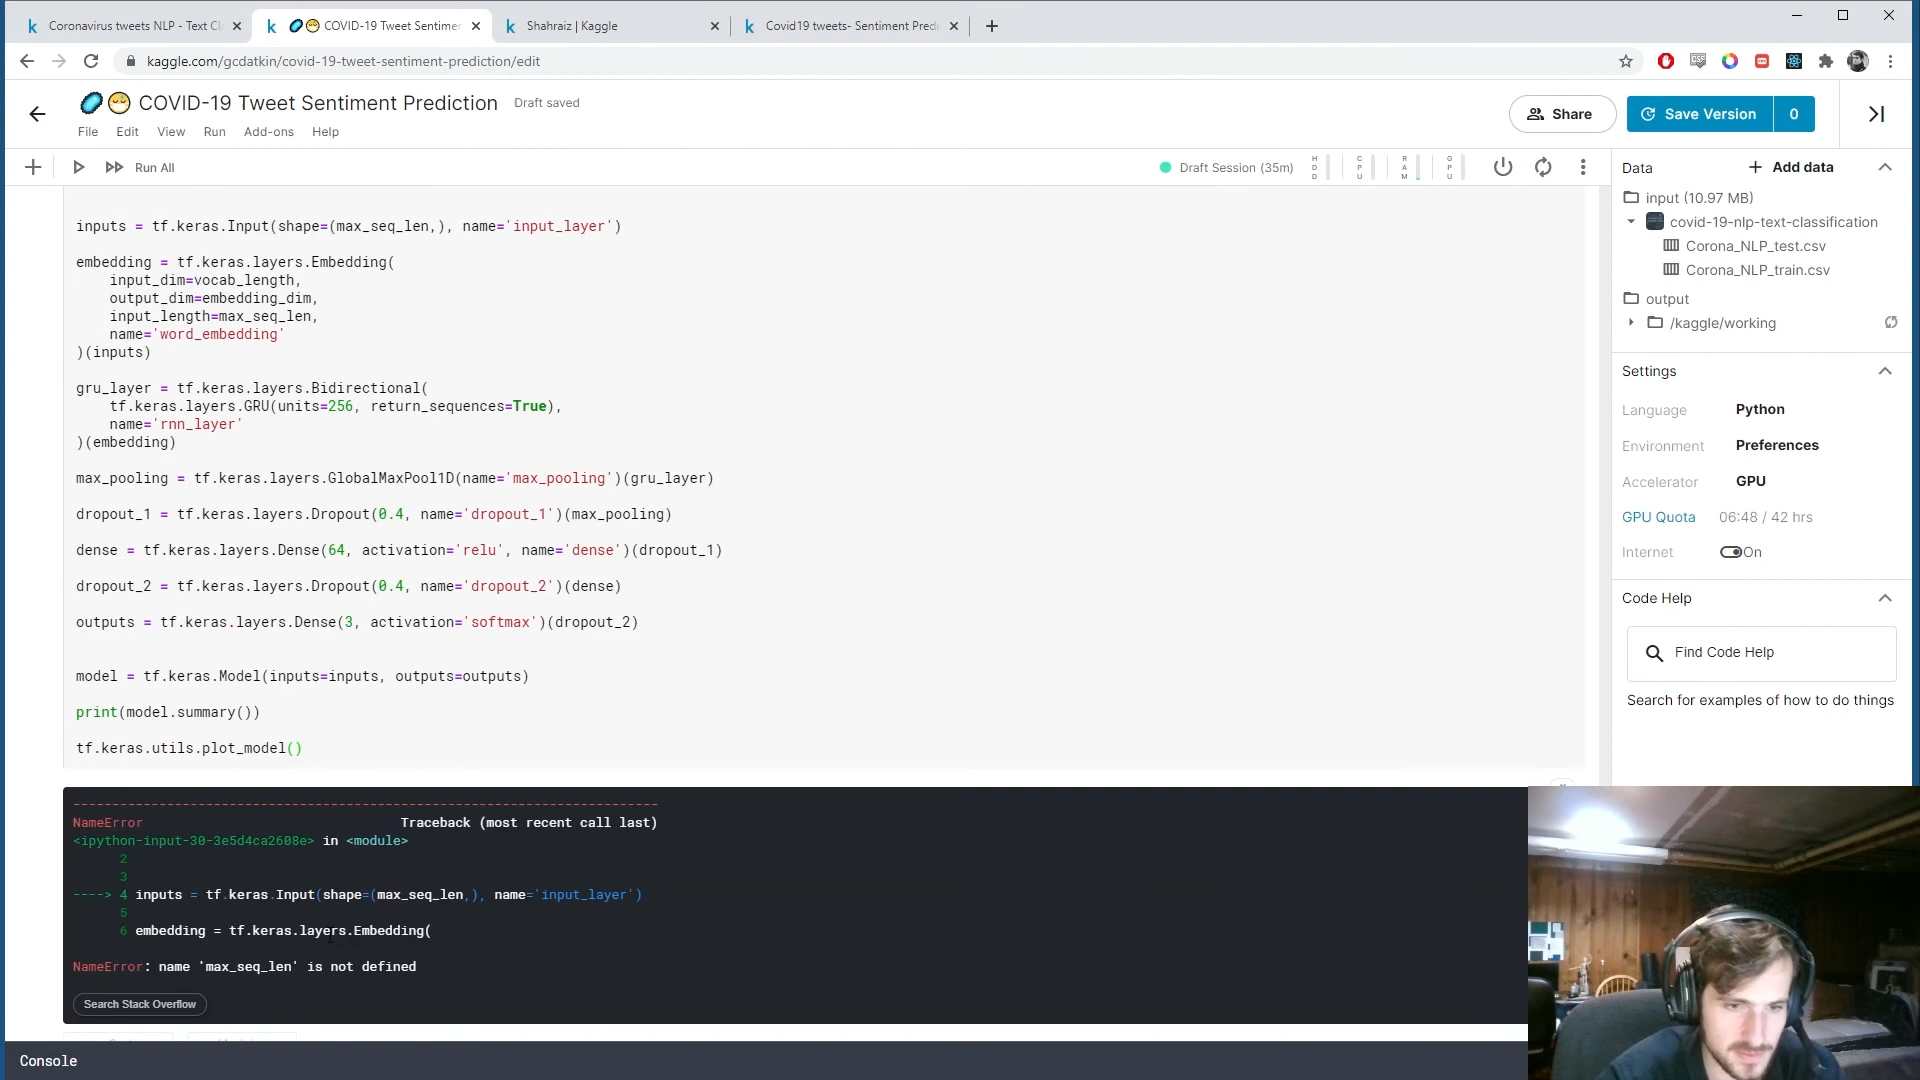 Coronavirus tweets NLP - Text Cl
COVID-19 Tweet Sentimen
Shahraiz | Kaggle
Covid19 tweets- Sentiment Predi
kaggle.com/gcdatkin/covid-19-tweet-sentiment-prediction/edit
COVID-19 Tweet Sentiment Prediction
Draft saved
File
Edit
View
Run
Add-ons
Help
Share
Save Version
0
Run All
Draft Session (35m)
HDD
CPU
RAM
GPU
inputs = tf.keras.Input(shape=(max_seq_len,), name='input_layer')
embedding = tf.keras.layers.Embedding(
input_dim=vocab_length,
output_dim=embedding_dim,
input_length=max_seq_len,
name='word_embedding'
)(inputs)
gru_layer = tf.keras.layers.Bidirectional(
tf.keras.layers.GRU(units=256, return_sequences=True),
name='rnn_layer'
)(embedding)
max_pooling = tf.keras.layers.GlobalMaxPool1D(name='max_pooling')(gru_layer)
dropout_1 = tf.keras.layers.Dropout(0.4, name='dropout_1')(max_pooling)
dense = tf.keras.layers.Dense(64, activation='relu', name='dense')(dropout_1)
dropout_2 = tf.keras.layers.Dropout(0.4, name='dropout_2')(dense)
outputs = tf.keras.layers.Dense(3, activation='softmax')(dropout_2)
model = tf.keras.Model(inputs=inputs, outputs=outputs)
print(model.summary())
tf.keras.utils.plot_model()
---------------------------------------------------------------------------
NameError Traceback (most recent call last)
<ipython-input-30-3e5d4ca2608e> in <module>
2
3
----> 4 inputs = tf.keras.Input(shape=(max_seq_len,), name='input_layer')
5
6 embedding = tf.keras.layers.Embedding(
NameError: name 'max_seq_len' is not defined
Search Stack Overflow
Console
Data
Add data
input (10.97 MB)
covid-19-nlp-text-classification
Corona_NLP_test.csv
Corona_NLP_train.csv
output
/kaggle/working
Settings
Language Python
Environment Preferences
Accelerator GPU
GPU Quota 06:48 / 42 hrs
Internet On
Code Help
Find Code Help
Search for examples of how to do things